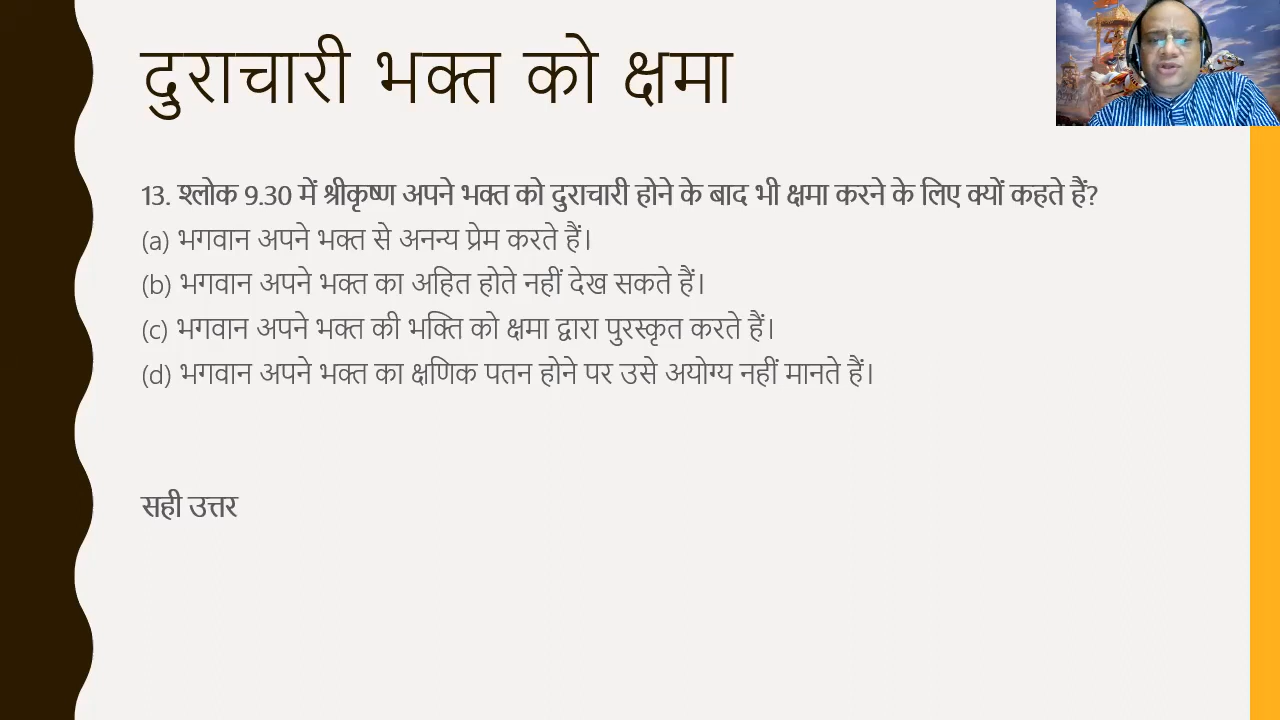 दुराचारी भक्त को क्षमा
13. श्लोक 9.30 में श्रीकृष्ण अपने भक्त को दुराचारी होने के बाद भी क्षमा करने के लिए क्यों कहते हैं?
(a) भगवान अपने भक्त से अनन्य प्रेम करते हैं।
(b) भगवान अपने भक्त का अहित होते नहीं देख सकते हैं।
(c) भगवान अपने भक्त की भक्ति को क्षमा द्वारा पुरस्कृत करते हैं।
(d) भगवान अपने भक्त का क्षणिक पतन होने पर उसे अयोग्य नहीं मानते हैं।
सही उत्तर